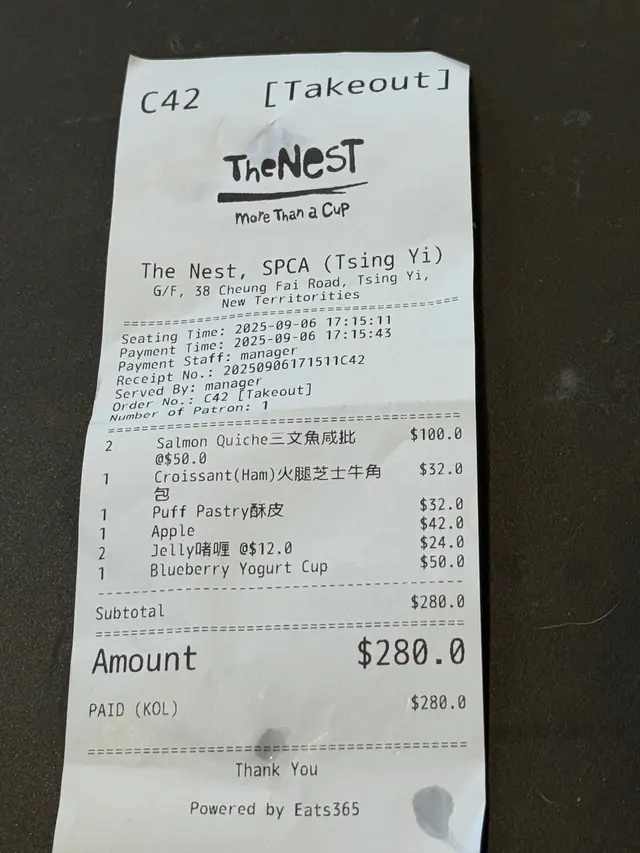 C42 [Takeout]
TheNeST
More Than a Cup
The Nest, SPCA (Tsing Yi)
G/F, 38 Cheung Fai Road, Tsing Yi,
New Territorities
Seating Time: 2025-09-06 17:15:11
Payment Time: 2025-09-06 17:15:43
Payment Staff: manager
Receipt No.: 20250906171511C42
Served By: manager
Order No.: C42 [Takeout]
Number of Patron: 1
2 Salmon Quiche三文魚咸批 $100.0
@$50.0
1 Croissant(Ham)火腿芝士牛角 $32.0
包
1 Puff Pastry酥皮 $32.0
1 Apple $42.0
2 Jelly啫喱 @$12.0 $24.0
1 Blueberry Yogurt Cup $50.0
Subtotal $280.0
Amount $280.0
PAID (KOL) $280.0
Thank You
Powered by Eats365